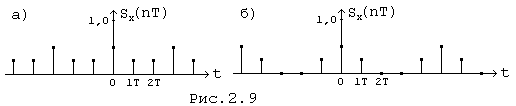 а) Sx(nT) б) Sx(nT)
1,0 1,0
t t
0 1T 2T 0 1T 2T
Рис.2.9